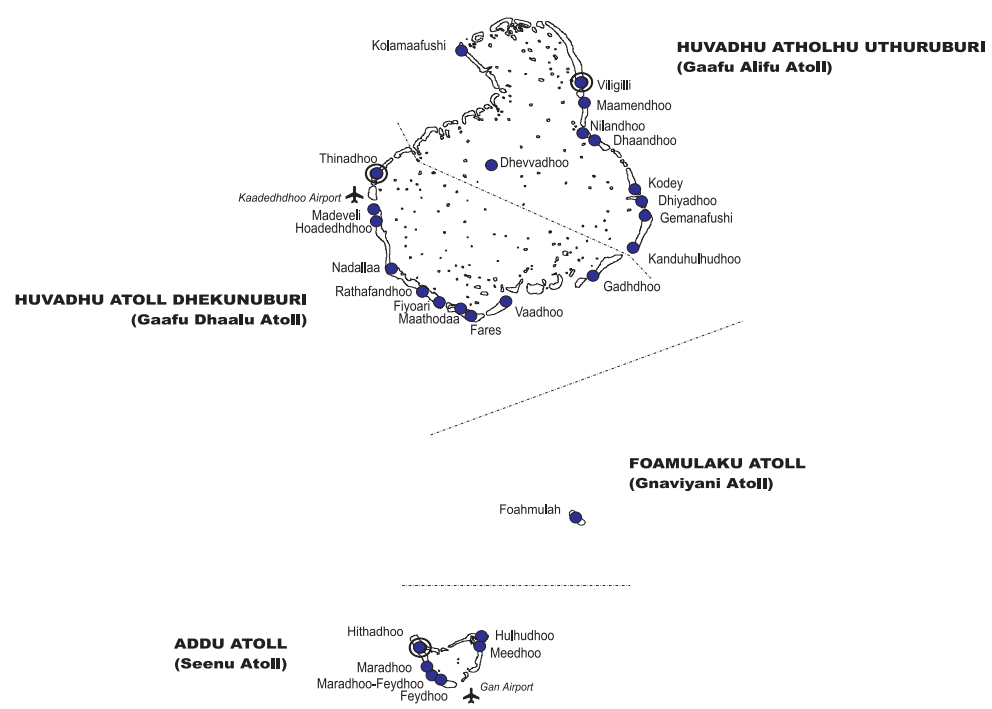 Kolamaafushi
HUVADHU ATHOLHU UTHURUBURI
(Gaafu Alifu Atoll)
Viligilli
Maamendhoo
Nilandhoo
Dhaandhoo
Thinadhoo
Dhevvadhoo
Kodey
Kaadedhdhoo Airport
Dhiyadhoo
Madeveli
Gemanafushi
Hoadedhdhoo
Kanduhulhudhoo
Nadallaa
Gadhdhoo
Rathafandhoo
HUVADHU ATOLL DHEKUNUBURI
(Gaafu Dhaalu Atoll)
Fiyoari
Vaadhoo
Maathodaa
Fares
FOAMULAKU ATOLL
(Gnaviyani Atoll)
Foahmulah
ADDU ATOLL
(Seenu Atoll)
Hithadhoo
Hulhudhoo
Meedhoo
Maradhoo
Maradhoo-Feydhoo
Feydhoo
Gan Airport